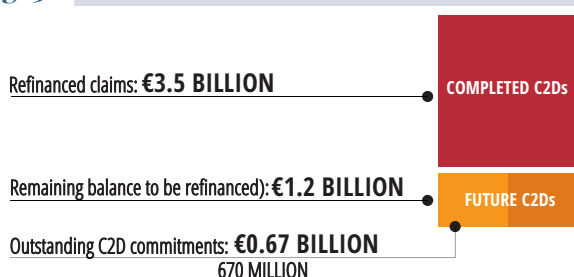 Refinanced claims: €3.5 BILLION
COMPLETED C2Ds
Remaining balance to be refinanced): €1.2 BILLION
FUTURE C2Ds
Outstanding C2D commitments: €0.67 BILLION
670 MILLION